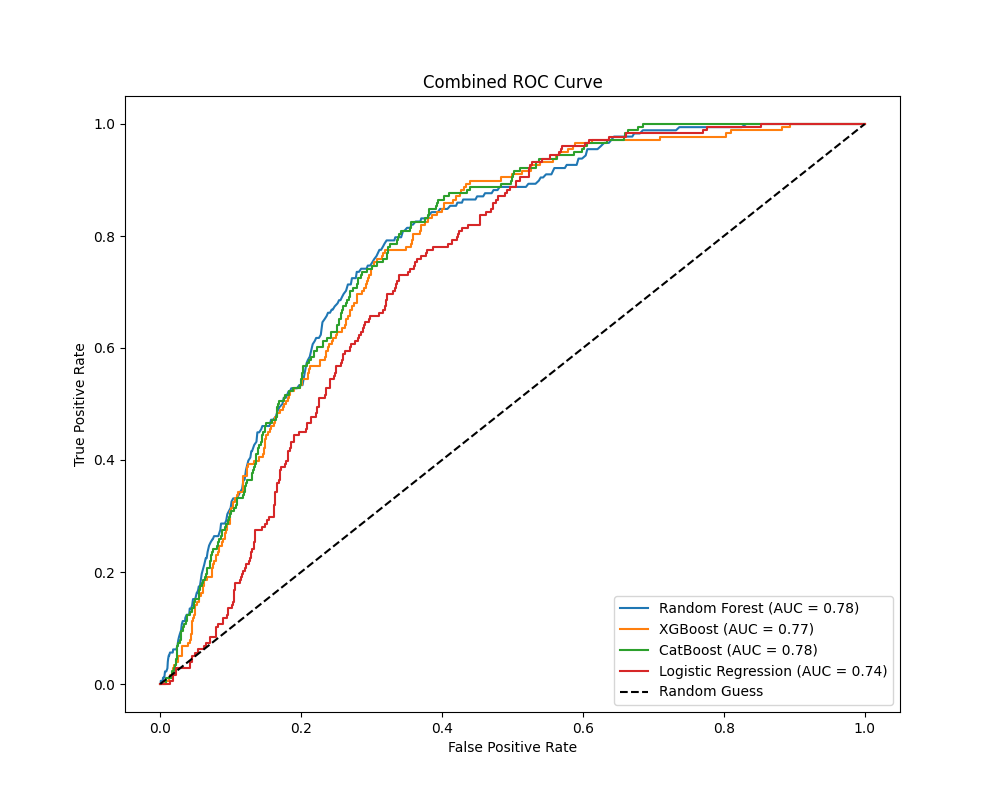 Combined ROC Curve
True Positive Rate
1.0
0.8
0.6
0.4
0.2
0.0
0.0 0.2 0.4 0.6 0.8 1.0
False Positive Rate
Random Forest (AUC = 0.78)
XGBoost (AUC = 0.77)
CatBoost (AUC = 0.78)
Logistic Regression (AUC = 0.74)
Random Guess